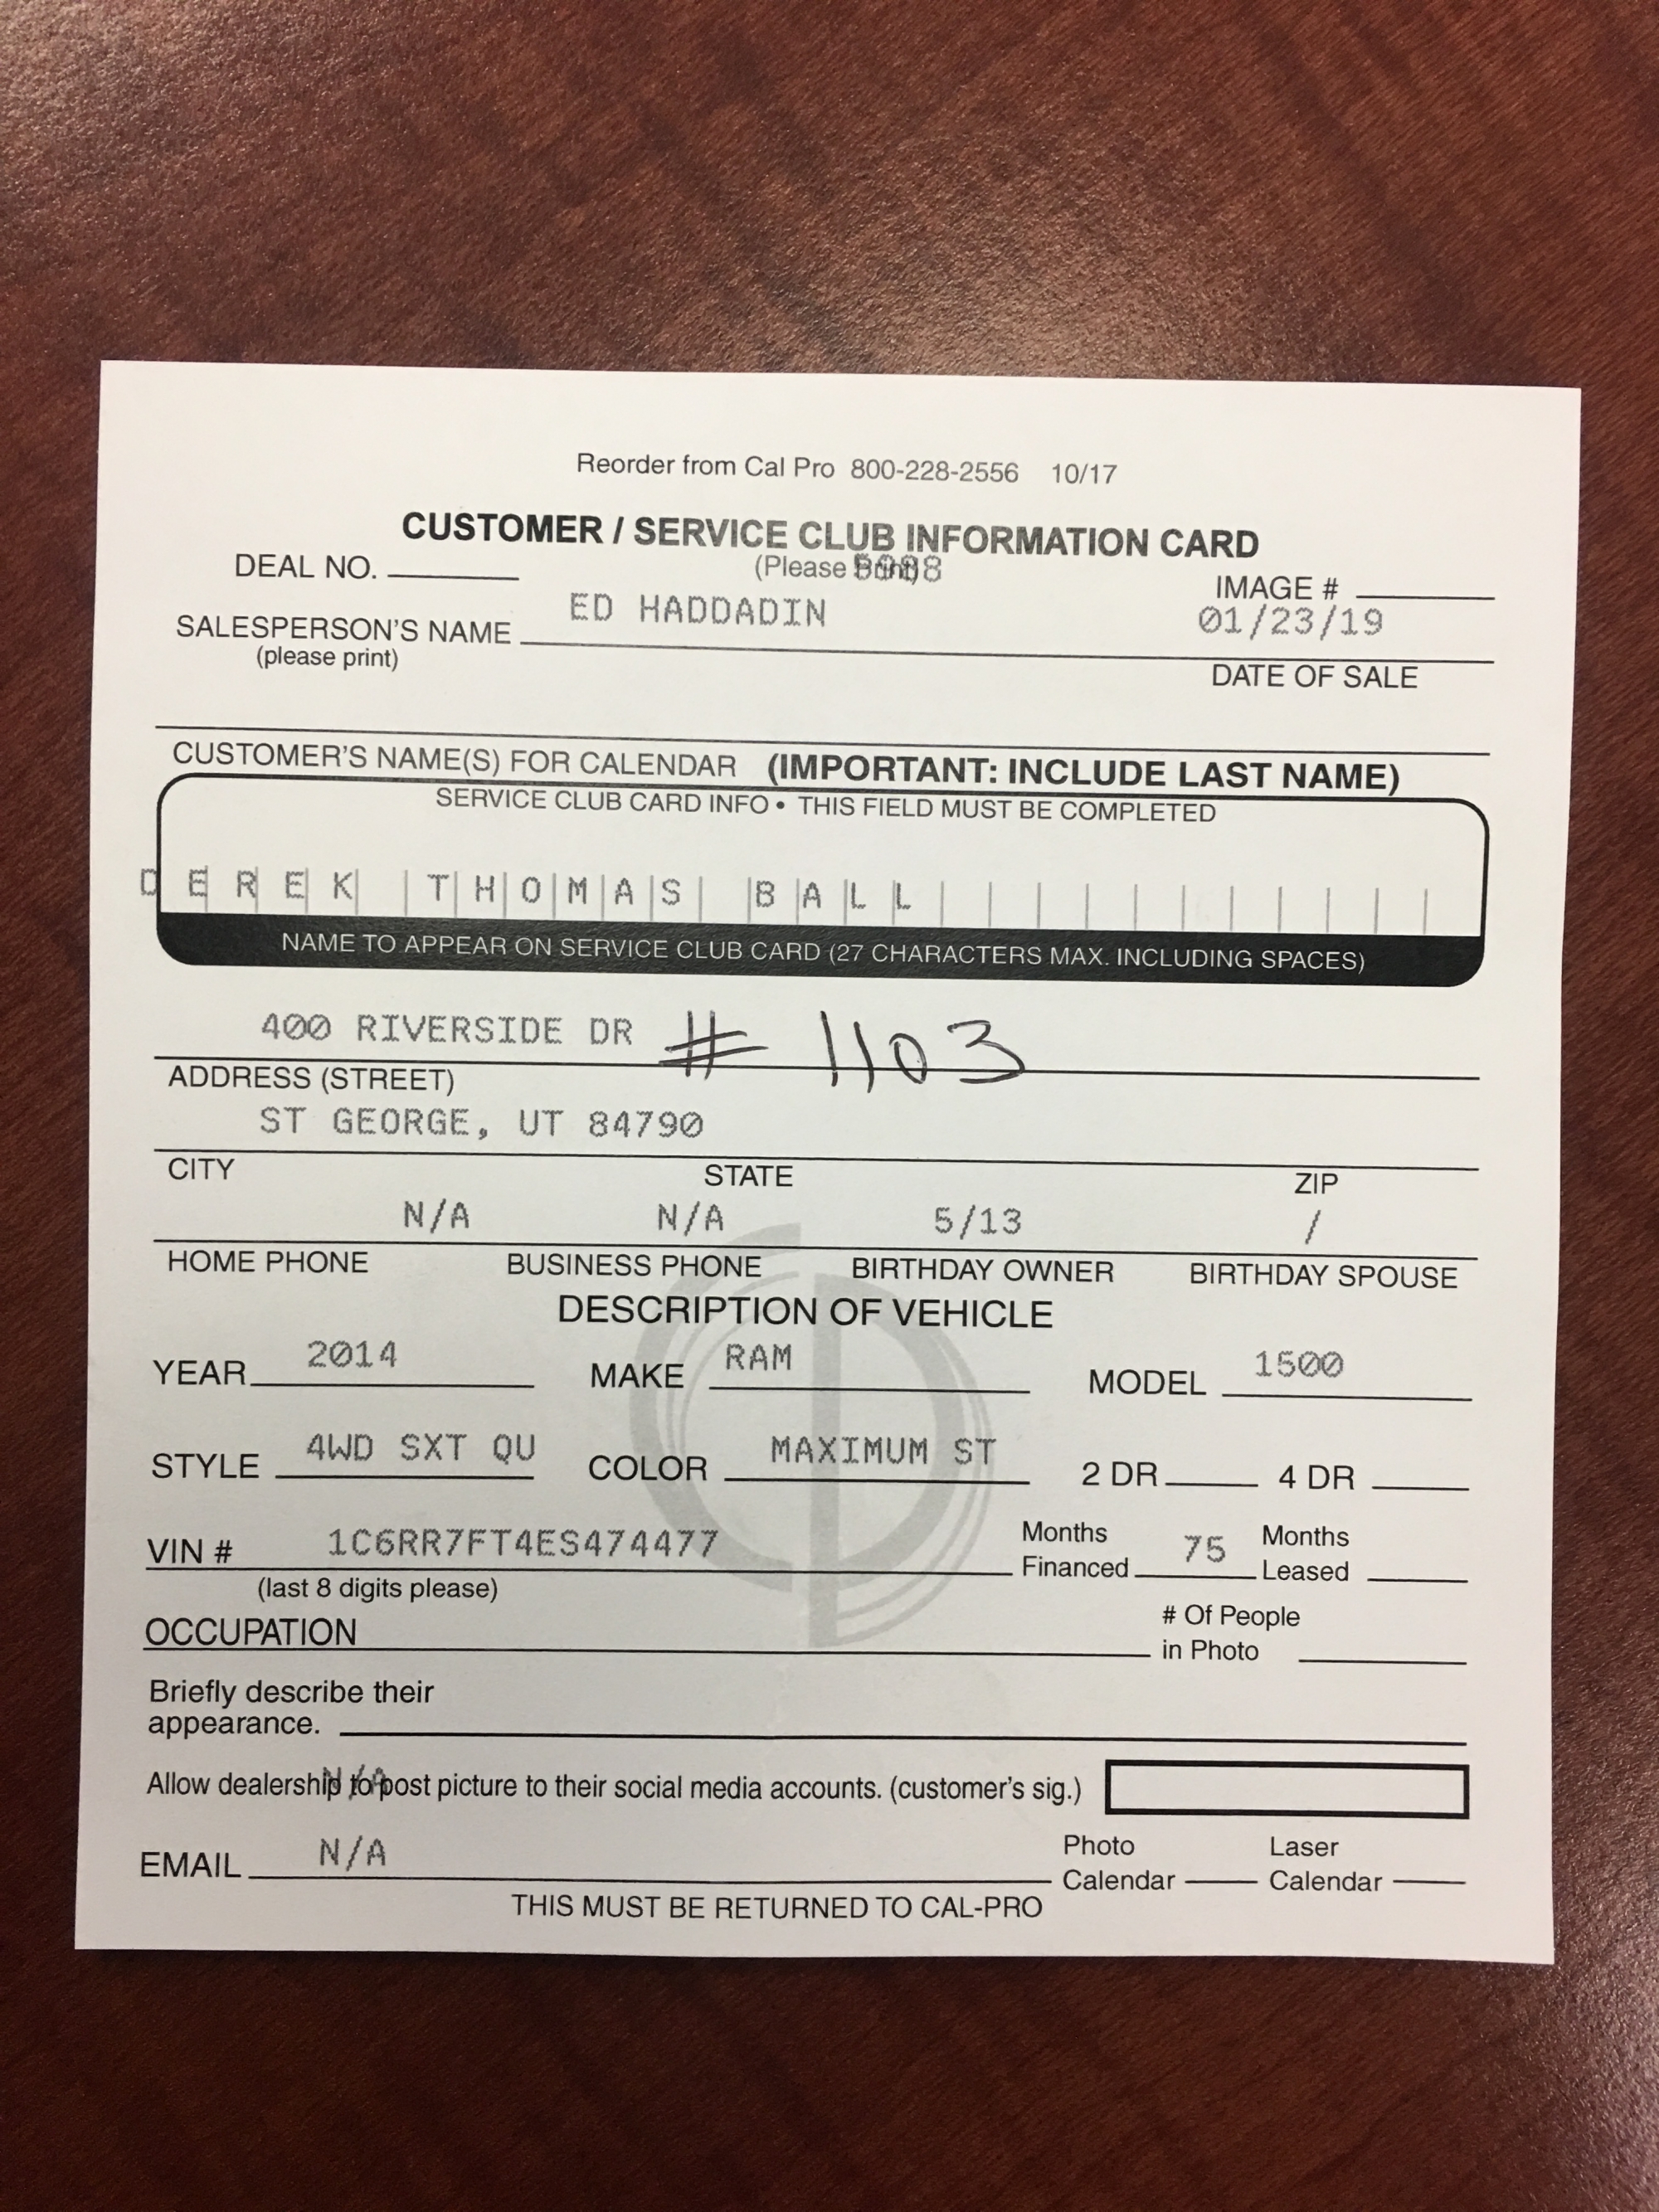 Reorder from Cal Pro 800-228-2556 10/17
CUSTOMER / SERVICE CLUB INFORMATION CARD
DEAL NO. (Please Print) IMAGE #
SALESPERSON'S NAME ED HADDADIN 01/23/19
(please print) DATE OF SALE
CUSTOMER'S NAME(S) FOR CALENDAR (IMPORTANT: INCLUDE LAST NAME)
SERVICE CLUB CARD INFO • THIS FIELD MUST BE COMPLETED
DEREK THOMAS BALL
NAME TO APPEAR ON SERVICE CLUB CARD (27 CHARACTERS MAX. INCLUDING SPACES)
400 RIVERSIDE DR # 1103
ADDRESS (STREET)
ST GEORGE, UT 84790
CITY STATE ZIP
N/A N/A 5/13 /
HOME PHONE BUSINESS PHONE BIRTHDAY OWNER BIRTHDAY SPOUSE
DESCRIPTION OF VEHICLE
YEAR 2014 MAKE RAM MODEL 1500
STYLE 4WD SXT QU COLOR MAXIMUM ST 2 DR 4 DR
VIN # 1C6RR7FT4ES474477 Months Financed 75 Months Leased
(last 8 digits please)
OCCUPATION # Of People in Photo
Briefly describe their
appearance.
N/A
Allow dealership to post picture to their social media accounts. (customer's sig.)
EMAIL N/A Photo Calendar Laser Calendar
THIS MUST BE RETURNED TO CAL-PRO